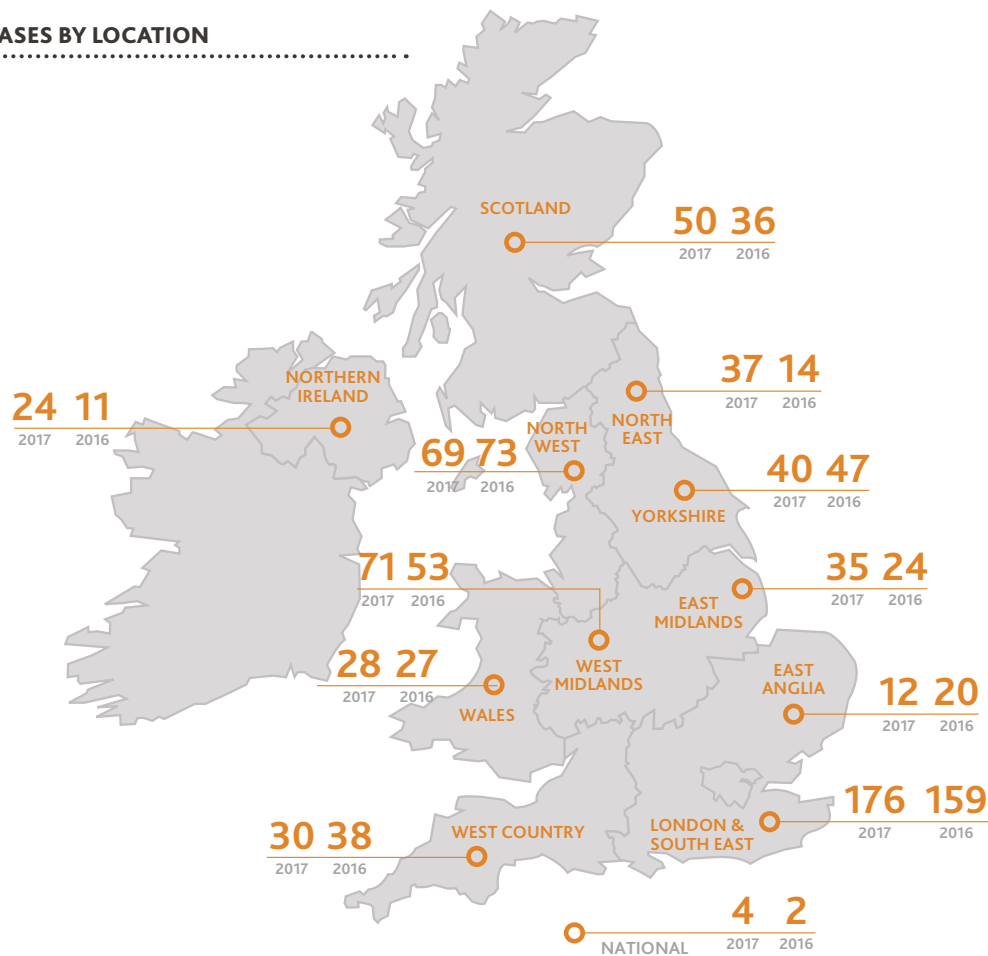 ASES BY LOCATION
SCOTLAND
50 36
2017 2016
NORTHERN
IRELAND
24 11
2017 2016
37 14
2017 2016
NORTH
EAST
NORTH
WEST
69 73
2017 2016
40 47
2017 2016
YORKSHIRE
71 53
2017 2016
35 24
2017 2016
EAST
MIDLANDS
WEST
MIDLANDS
28 27
2017 2016
WALES
EAST
ANGLIA
12 20
2017 2016
176 159
2017 2016
LONDON &
SOUTH EAST
WEST COUNTRY
30 38
2017 2016
4 2
NATIONAL 2017 2016